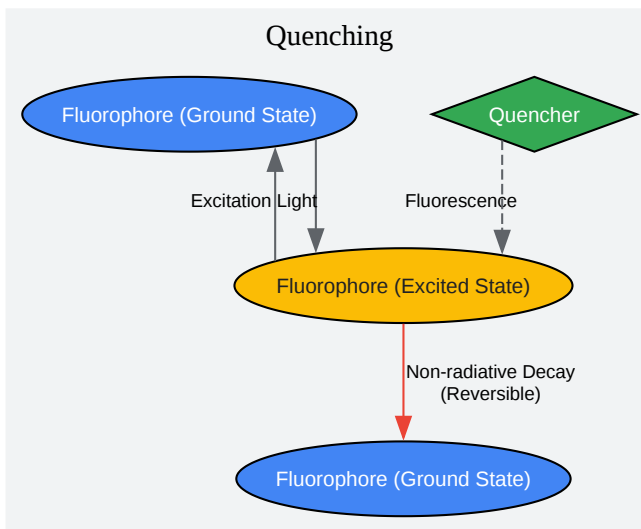 Quenching
Fluorophore (Ground State)
Quencher
Excitation Light
Fluorescence
Fluorophore (Excited State)
Non-radiative Decay
(Reversible)
Fluorophore (Ground State)